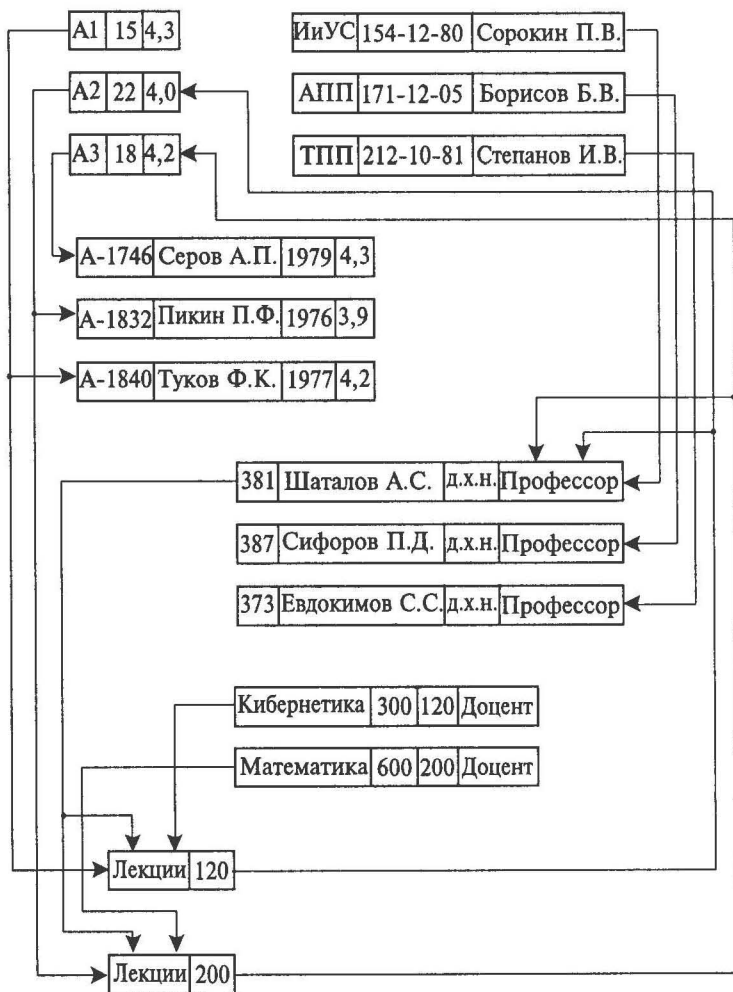 А1 15 4,3
ИиУС 154-12-80 Сорокин П.В.
А2 22 4,0
АПП 171-12-05 Борисов Б.В.
А3 18 4,2
ТПП 212-10-81 Степанов И.В.
А-1746 Серов А.П. 1979 4,3
А-1832 Пикин П.Ф. 1976 3,9
А-1840 Туков Ф.К. 1977 4,2
381 Шаталов А.С. д.х.н. Профессор
387 Сифоров П.Д. д.х.н. Профессор
373 Евдокимов С.С. д.х.н. Профессор
Кибернетика 300 120 Доцент
Математика 600 200 Доцент
Лекции 120
Лекции 200